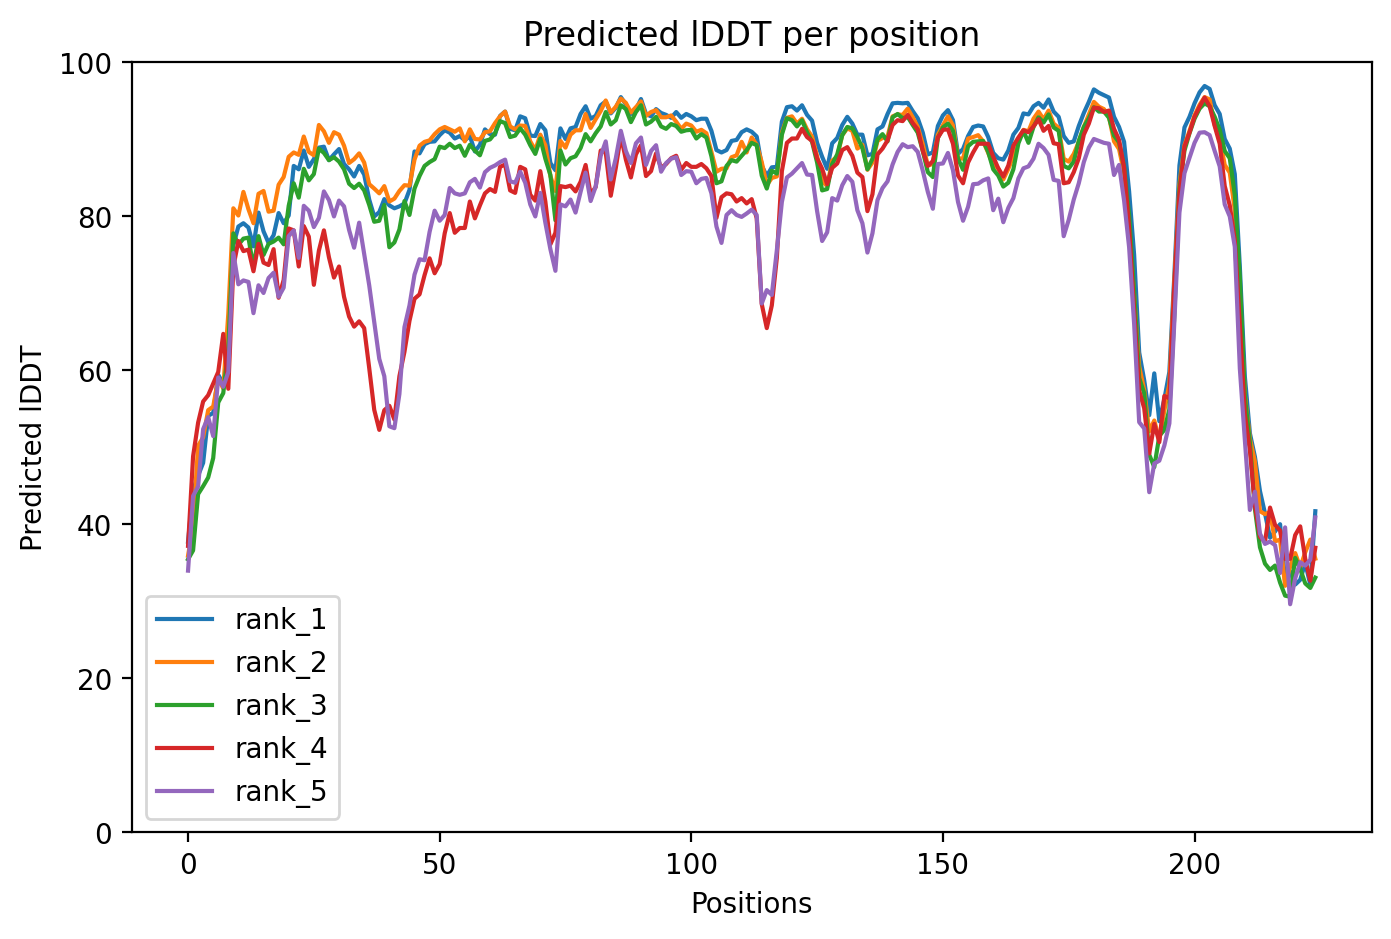 Predicted lDDT per position
100
80
60
40
20
0
Predicted lDDT
0 50 100 150 200
Positions
rank_1
rank_2
rank_3
rank_4
rank_5